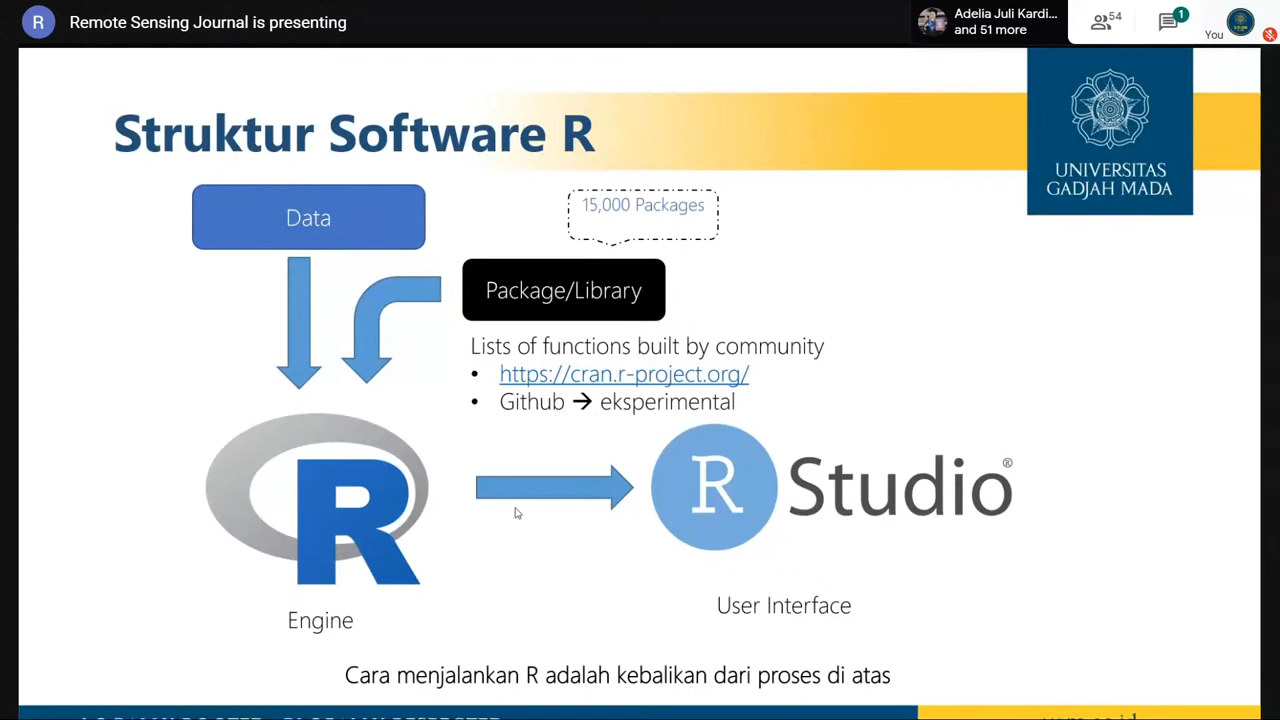 R
Remote Sensing Journal is presenting
Adelia Juli Kardi...
and 51 more
54
1
You
Struktur Software R
UNIVERSITAS
GADJAH MADA
Data
15,000 Packages
Package/Library
Lists of functions built by community
• https://cran.r-project.org/
• Github → eksperimental
R
R Studio®
Engine
User Interface
Cara menjalankan R adalah kebalikan dari proses di atas